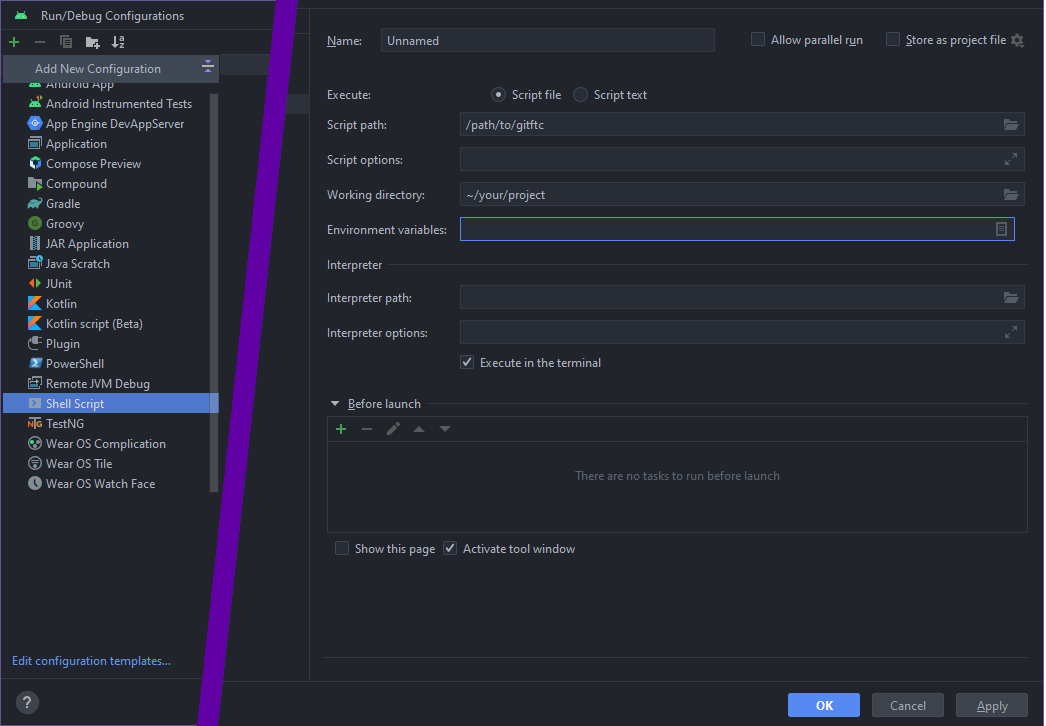 Run/Debug Configurations
Add New Configuration
Android App
Android Instrumented Tests
App Engine DevAppServer
Application
Compose Preview
Compound
Gradle
Groovy
JAR Application
Java Scratch
JUnit
Kotlin
Kotlin script (Beta)
Plugin
PowerShell
Remote JVM Debug
Shell Script
TestNG
Wear OS Complication
Wear OS Tile
Wear OS Watch Face
Edit configuration templates...
?
Name: Unnamed Allow parallel run Store as project file
Execute: Script file Script text
Script path: /path/to/gitftc
Script options:
Working directory: ~/your/project
Environment variables:
Interpreter
Interpreter path:
Interpreter options:
Execute in the terminal
Before launch
There are no tasks to run before launch
Show this page Activate tool window
OK Cancel Apply